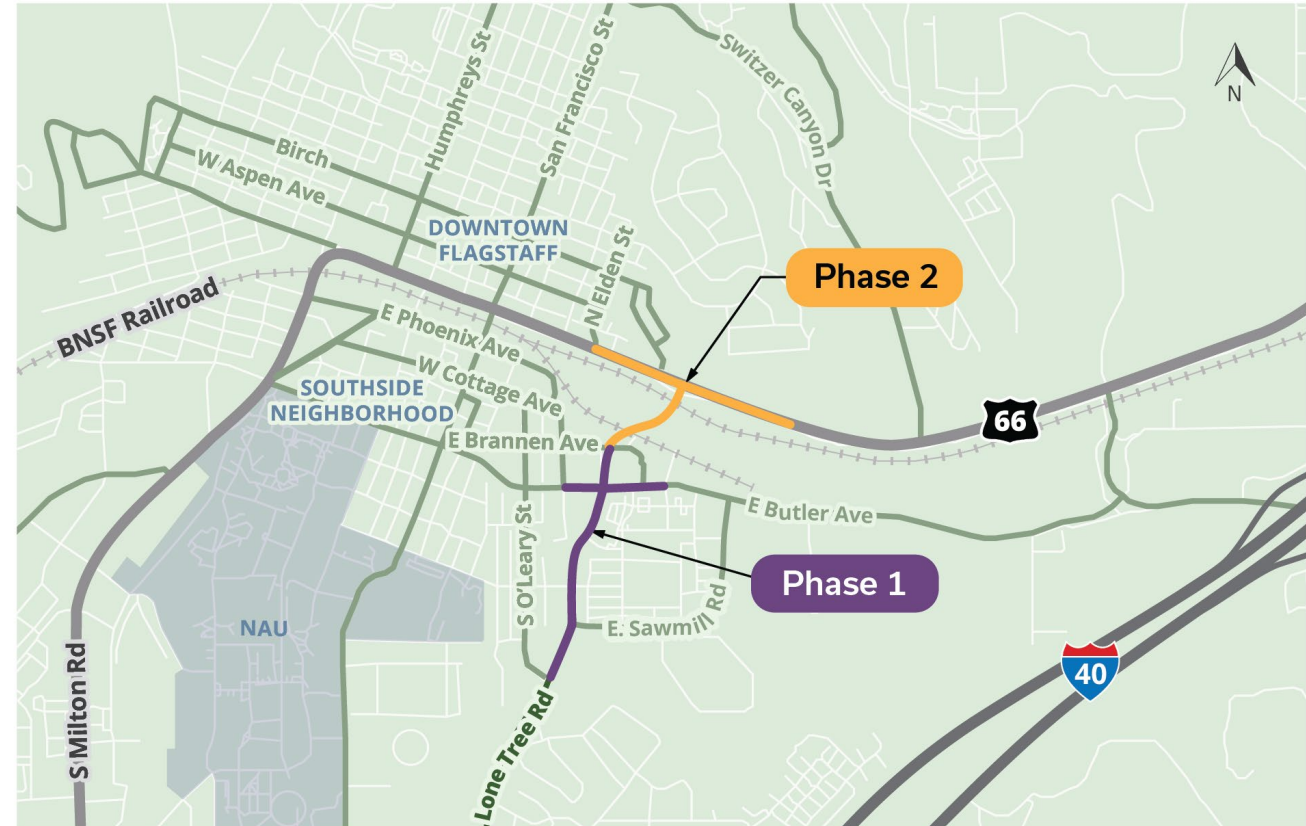 Humphreys St
San Francisco St
Switzer Canyon Dr
N
Birch
W Aspen Ave
DOWNTOWN
FLAGSTAFF
N Elden St
Phase 2
BNSF Railroad
E Phoenix Ave
W Cottage Ave
SOUTHSIDE
NEIGHBORHOOD
66
E Brannen Ave
E Butler Ave
S O'Leary St
Phase 1
E. Sawmill Rd
NAU
40
S Milton Rd
. Lone Tree Rd